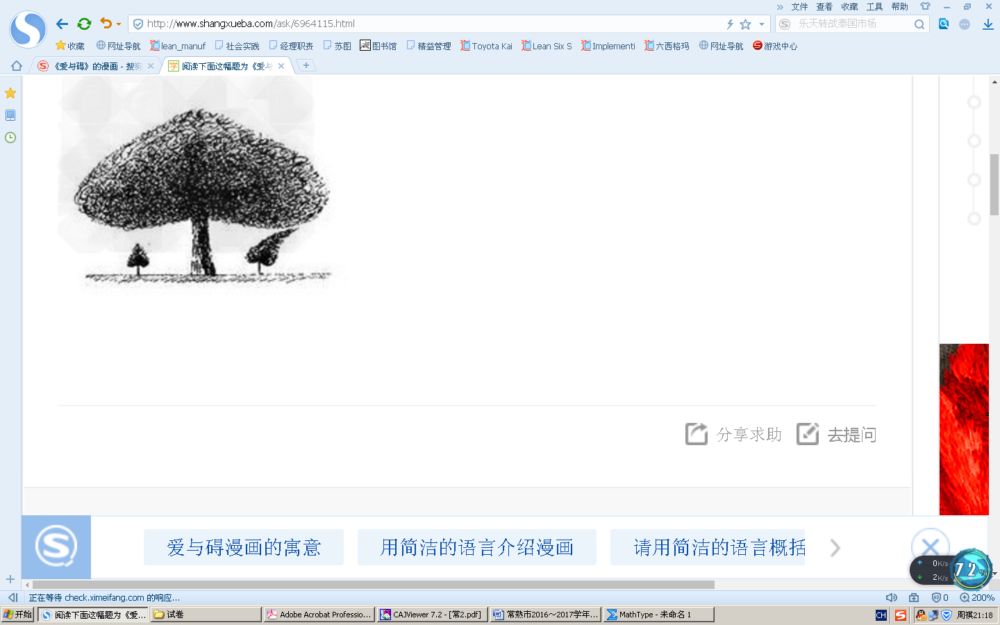 » 文件 查看 收藏 工具 帮助
http://www.shangxueba.com/ask/6964115.html
乐天转战泰国市场
收藏 网址导航 lean_manuf 社会实践 经理职责 苏图 图书馆 精益管理 Toyota Kai Lean Six S Implementi 六西格玛 网址导航 游戏中心
《爱与碍》的漫画 - 搜狗
阅读下面这幅题为《爱与
分享求助 去提问
爱与碍漫画的寓意 用简洁的语言介绍漫画 请用简洁的语言概括
0K/s
2K/s
72%
正在等待 check.ximeifang.com 的响应...
0 200%
开始 阅读下面这幅题为《爱... 试卷 Adobe Acrobat Professio... CAJViewer 7.2 - [常2.pdf] 常熟市2016～2017学年... MathType - 未命名 1 CH 周祺21:18